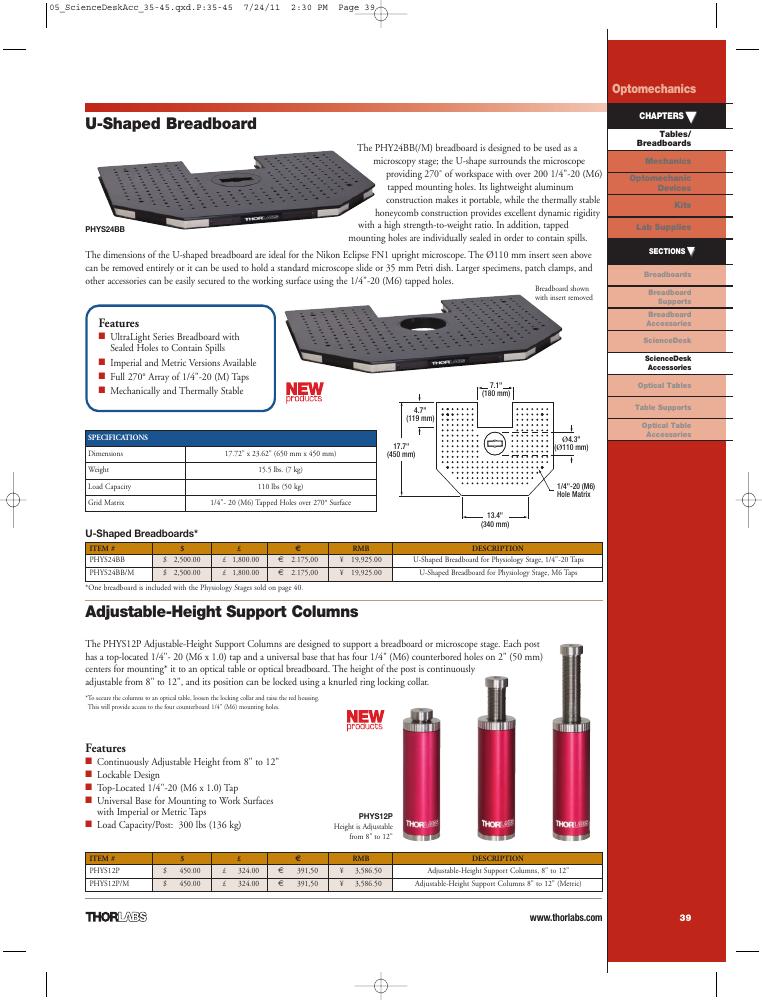 05_ScienceDeskAcc_35-45.qxd.P:35-45 7/24/11 2:30 PM Page 39
Optomechanics
CHAPTERS ▼
Tables/
Breadboards
Mechanics
Optomechanic
Devices
Kits
Lab Supplies
SECTIONS ▼
Breadboards
Breadboard
Supports
Breadboard
Accessories
ScienceDesk
ScienceDesk
Accessories
Optical Tables
Table Supports
Optical Table
Accessories
U-Shaped Breadboard
The PHY24BB(/M) breadboard is designed to be used as a
microscopy stage; the U-shape surrounds the microscope
providing 270° of workspace with over 200 1/4"-20 (M6)
tapped mounting holes. Its lightweight aluminum
construction makes it portable, while the thermally stable
honeycomb construction provides excellent dynamic rigidity
with a high strength-to-weight ratio. In addition, tapped
mounting holes are individually sealed in order to contain spills.
THORLABS
PHYS24BB
The dimensions of the U-shaped breadboard are ideal for the Nikon Eclipse FN1 upright microscope. The Ø110 mm insert seen above
can be removed entirely or it can be used to hold a standard microscope slide or 35 mm Petri dish. Larger specimens, patch clamps, and
other accessories can be easily secured to the working surface using the 1/4"-20 (M6) tapped holes.
Breadboard shown
with insert removed
THORLABS
Features
■ UltraLight Series Breadboard with
Sealed Holes to Contain Spills
■ Imperial and Metric Versions Available
■ Full 270° Array of 1/4"-20 (M) Taps
■ Mechanically and Thermally Stable
NEW
products
7.1"
(180 mm)
4.7"
(119 mm)
17.7"
(450 mm)
Ø4.3"
(Ø110 mm)
1/4"-20 (M6)
Hole Matrix
13.4"
(340 mm)
SPECIFICATIONS
Dimensions 17.72" x 23.62" (650 mm x 450 mm)
Weight 15.5 lbs. (7 kg)
Load Capacity 110 lbs (50 kg)
Grid Matrix 1/4"- 20 (M6) Tapped Holes over 270° Surface
U-Shaped Breadboards*
ITEM # $ £ € RMB DESCRIPTION
PHYS24BB $ 2,500.00 £ 1,800.00 € 2.175,00 ¥ 19,925.00 U-Shaped Breadboard for Physiology Stage, 1/4"-20 Taps
PHYS24BB/M $ 2,500.00 £ 1,800.00 € 2.175,00 ¥ 19,925.00 U-Shaped Breadboard for Physiology Stage, M6 Taps
*One breadboard is included with the Physiology Stages sold on page 40.
Adjustable-Height Support Columns
The PHYS12P Adjustable-Height Support Columns are designed to support a breadboard or microscope stage. Each post
has a top-located 1/4"- 20 (M6 x 1.0) tap and a universal base that has four 1/4" (M6) counterbored holes on 2" (50 mm)
centers for mounting* it to an optical table or optical breadboard. The height of the post is continuously
adjustable from 8" to 12", and its position can be locked using a knurled ring locking collar.
*To secure the columns to an optical table, loosen the locking collar and raise the red housing.
This will provide access to the four counterboard 1/4" (M6) mounting holes.
NEW
products
Features
■ Continuously Adjustable Height from 8" to 12"
■ Lockable Design
■ Top-Located 1/4"-20 (M6 x 1.0) Tap
■ Universal Base for Mounting to Work Surfaces
with Imperial or Metric Taps
■ Load Capacity/Post: 300 lbs (136 kg)
PHYS12P
Height is Adjustable
from 8" to 12"
THORLABS
THORLABS
THORLABS
ITEM # $ £ € RMB DESCRIPTION
PHYS12P $ 450.00 £ 324.00 € 391,50 ¥ 3,586.50 Adjustable-Height Support Columns, 8" to 12"
PHYS12P/M $ 450.00 £ 324.00 € 391,50 ¥ 3,586.50 Adjustable-Height Support Columns 8" to 12" (Metric)
THORLABS
www.thorlabs.com
39